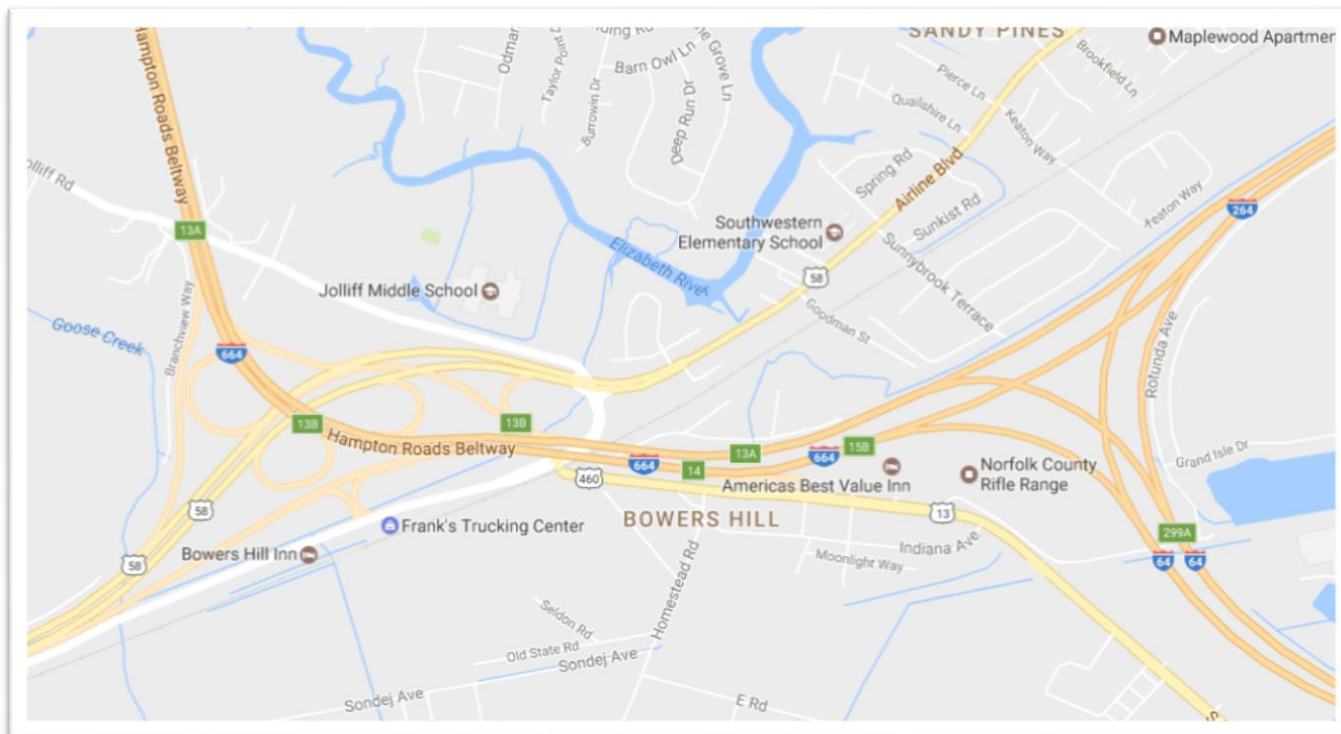 SANDY PINES
Maplewood Apartmer
Hampton Roads Beltway
Odmar
Taylor Point
Barn Owl Ln
Grove Ln
Burrowin Dr
Deep Run Dr
Pierce Ln
Quailshire Ln
Keaton Way
Brookfield Ln
olliff Rd
13A
Spring Rd
Airline Blvd
Sunkist Rd
Keaton Way
264
Southwestern
Elementary School
Elizabeth River
58
Sunnybrook Terrace
Goodman St
Jolliff Middle School
Goose Creek
Branchview Way
664
Rotunda Ave
13B
13B
Hampton Roads Beltway
664
14
13A
664
15B
Americas Best Value Inn
Norfolk County
Rifle Range
Grand Isle Dr
460
58
Frank's Trucking Center
BOWERS HILL
13
Indiana Ave
Moonlight Way
299A
64
64
58
Bowers Hill Inn
Homestead Rd
Seldon Rd
Old State Rd
Sondej Ave
Sondej Ave
E Rd